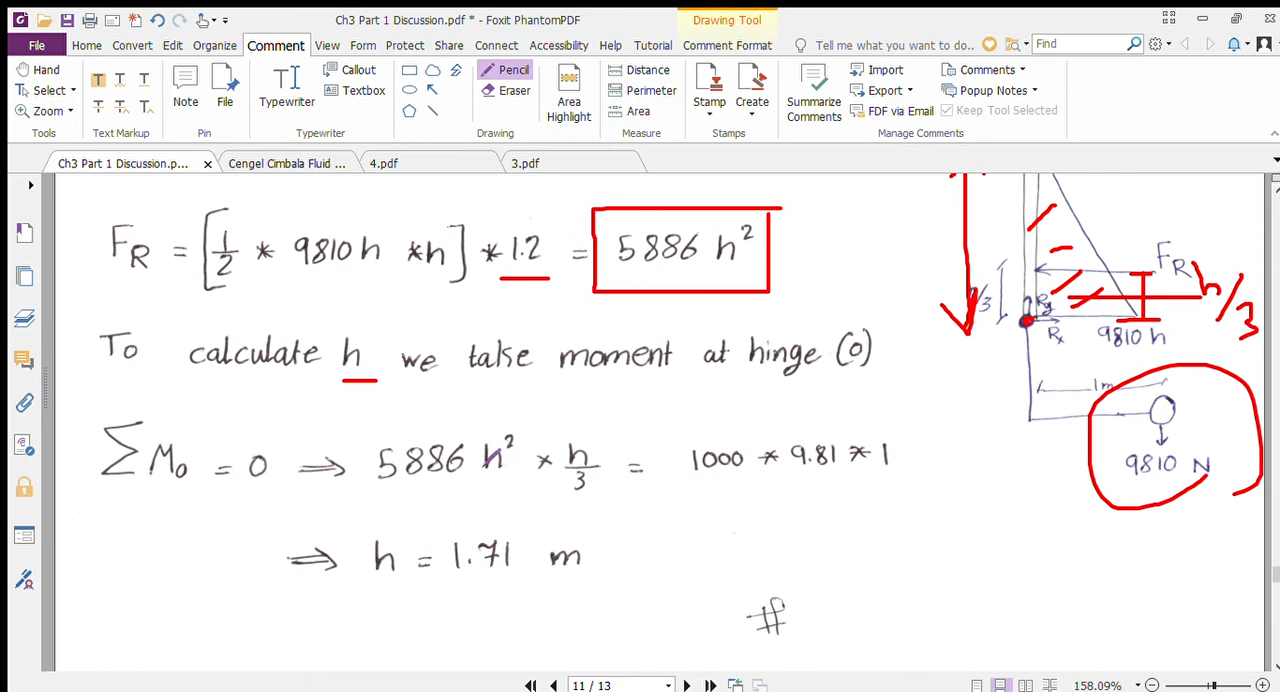 Ch3 Part 1 Discussion.pdf * - Foxit PhantomPDF
Drawing Tool
File Home Convert Edit Organize Comment View Form Protect Share Connect Accessibility Help Tutorial Comment Format Tell me what you want to do.. Find
Hand
Select
Zoom
Tools
T T T
T T T
Text Markup
Note
File
Pin
Typewriter
Callout
Textbox
Typewriter
Pencil
Eraser
Drawing
Area Highlight
Distance
Perimeter
Area
Measure
Stamp
Create
Stamps
Summarize Comments
Import
Export
FDF via Email
Comments
Popup Notes
Keep Tool Selected
Manage Comments
Ch3 Part 1 Discussion.p... × Cengel Cimbala Fluid ... 4.pdf 3.pdf
FR = [1/2 * 9810 h * h] * 1.2 = 5886 h²
To calculate h we take moment at hinge (o)
∑ Mo = 0 ⟹ 5886 h² × h/3 = 1000 * 9.81 * 1
⟹ h = 1.71 m
#
FR
h/3
/3
Ry
Rx
9810 h
1m
9810 N
11 / 13
158.09%